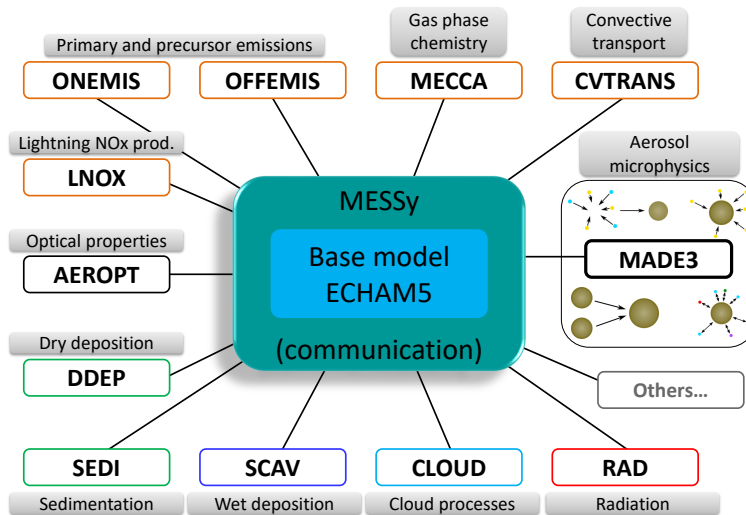 Primary and precursor emissions
Gas phase
chemistry
Convective
transport
ONEMIS
OFFEMIS
MECCA
CVTRANS
Lightning NOx prod.
LNOX
Aerosol
microphysics
MESSy
Optical properties
AEROPT
Base model
ECHAM5
MADE3
Dry deposition
DDEP
(communication)
Others...
SEDI
SCAV
CLOUD
RAD
Sedimentation
Wet deposition
Cloud processes
Radiation